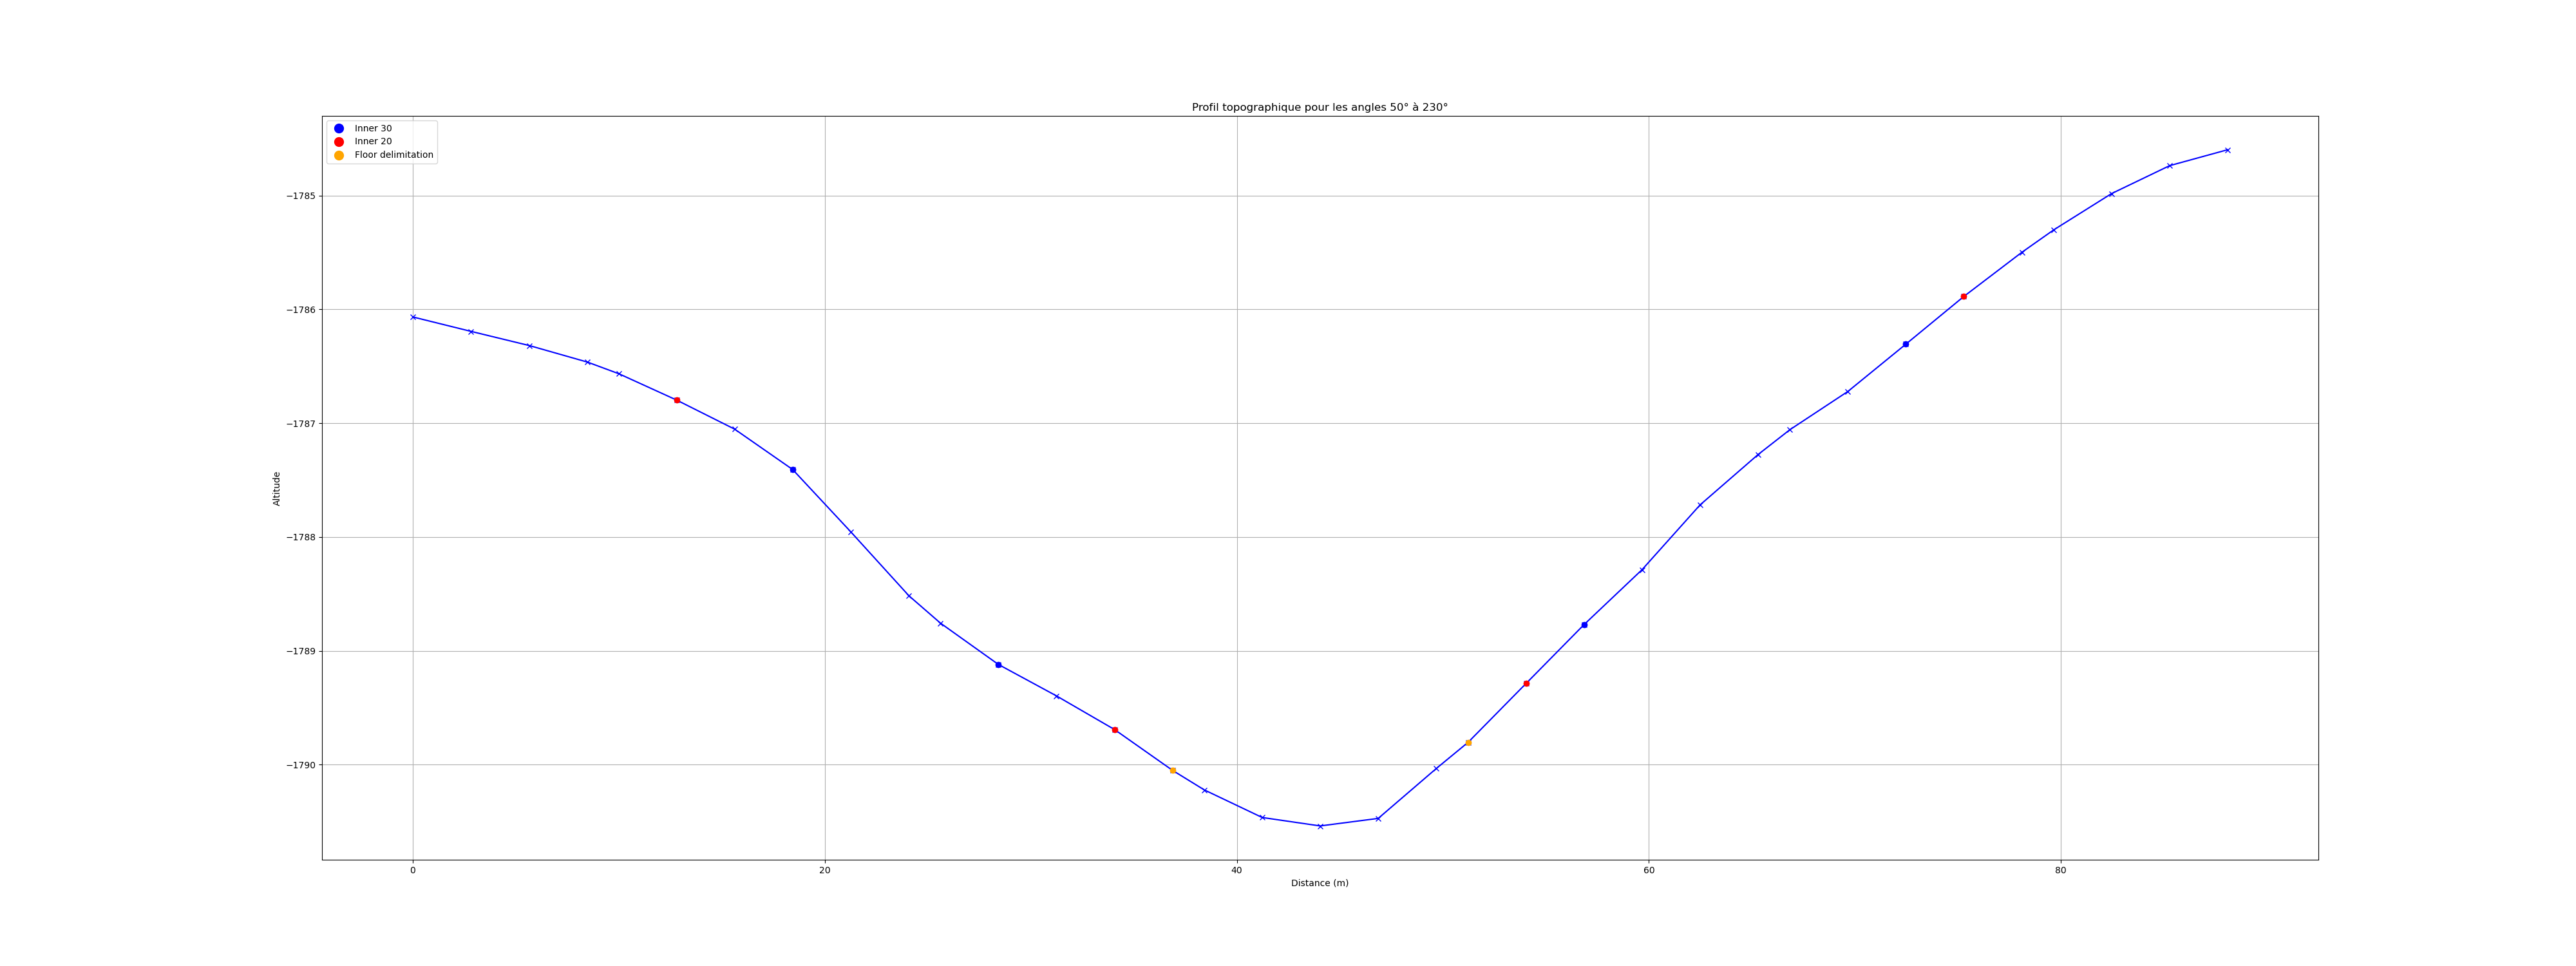 Profil topographique pour les angles 50° à 230°
Inner 30
Inner 20
Floor delimitation
Altitude
−1785
−1786
−1787
−1788
−1789
−1790
0
20
40
60
80
Distance (m)